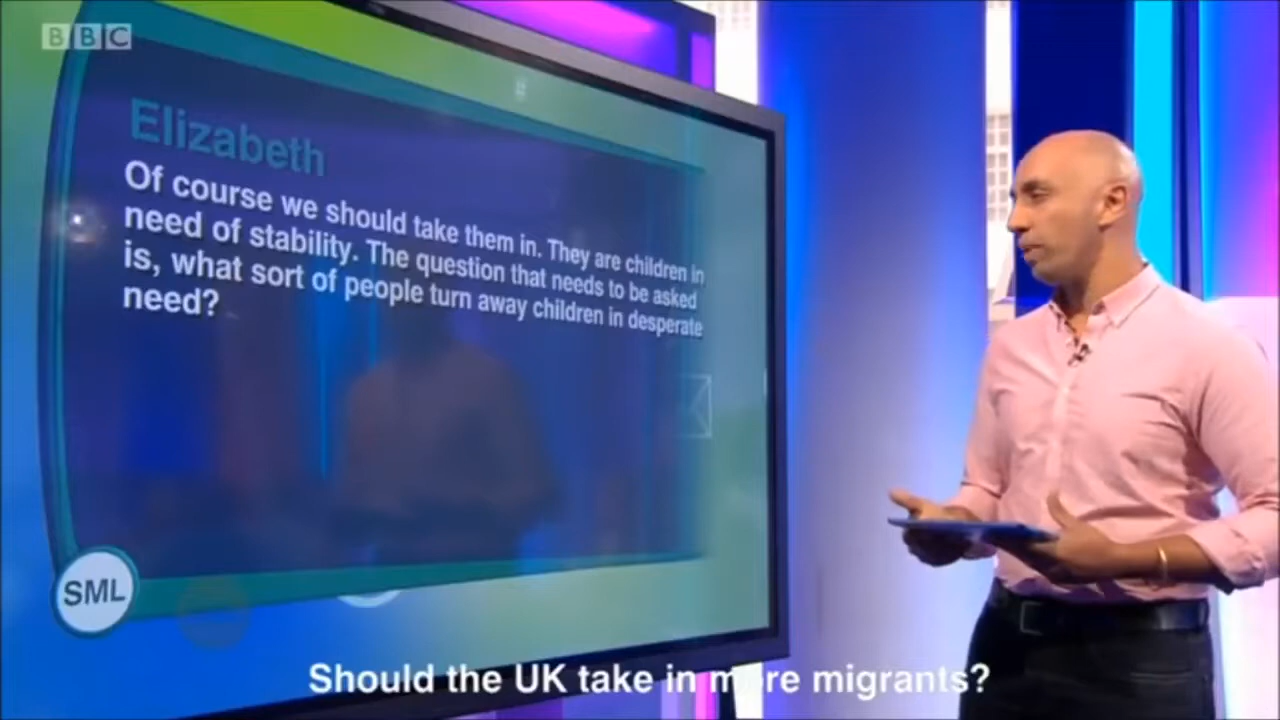 BBC
Elizabeth
Of course we should take them in. They are children in
need of stability. The question that needs to be asked
is, what sort of people turn away children in desperate
need?
SML
Should the UK take in more migrants?